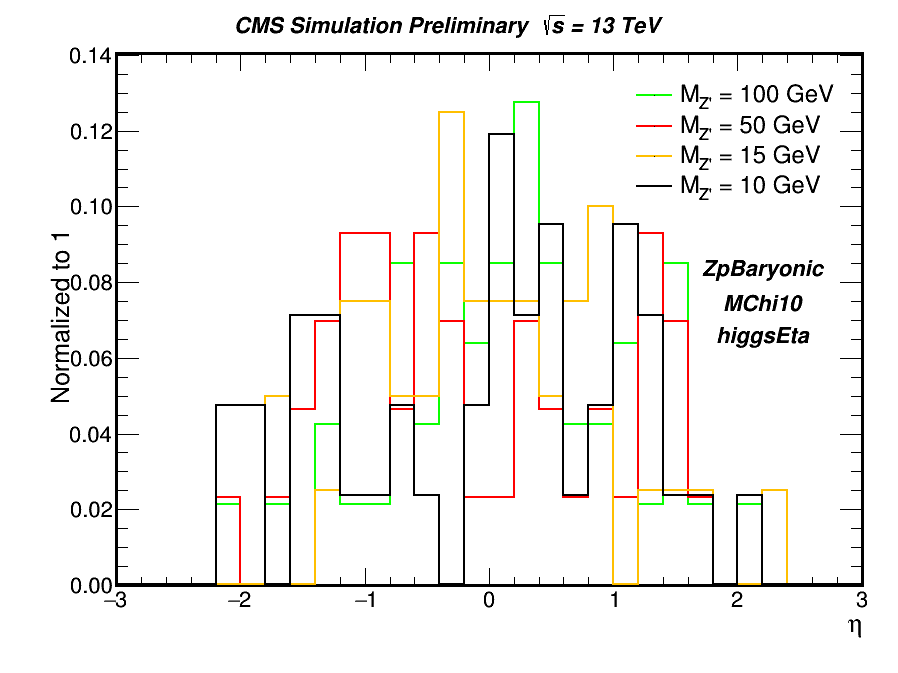 CMS Simulation Preliminary √s = 13 TeV
0.14
0.12
0.10
0.08
0.06
0.04
0.02
0.00
Normalized to 1
M_Z' = 100 GeV
M_Z' = 50 GeV
M_Z' = 15 GeV
M_Z' = 10 GeV
ZpBaryonic
MChi10
higgsEta
−3 −2 −1 0 1 2 3
η